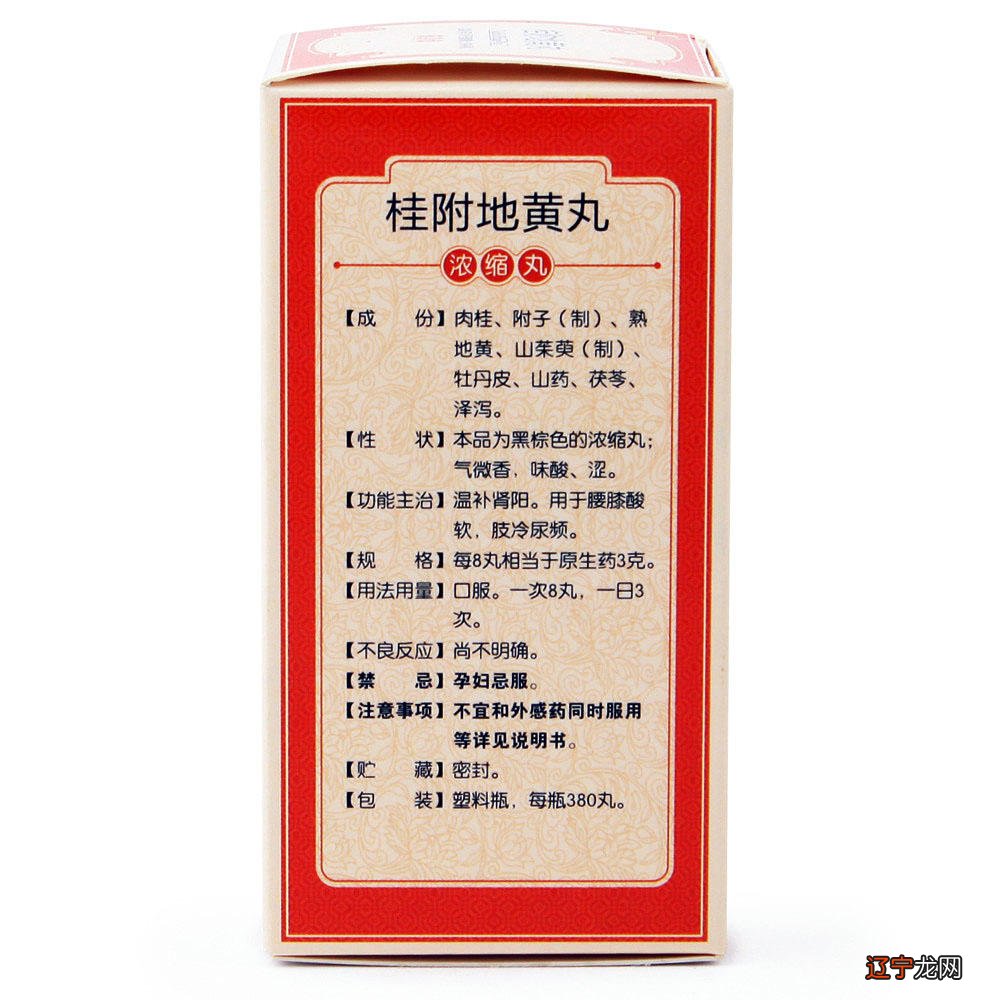 桂附地黄丸
浓缩丸
【成　份】肉桂、附子（制）、熟
地黄、山茱萸（制）、
牡丹皮、山药、茯苓、
泽泻。
【性　状】本品为黑棕色的浓缩丸；
气微香，味酸、涩。
【功能主治】温补肾阳。用于腰膝酸
软，肢冷尿频。
【规　格】每8丸相当于原生药3克。
【用法用量】口服。一次8丸，一日3
次。
【不良反应】尚不明确。
【禁　忌】孕妇忌服。
【注意事项】不宜和外感药同时服用
等详见说明书。
【贮　藏】密封。
【包　装】塑料瓶，每瓶380丸。
辽宁龙网